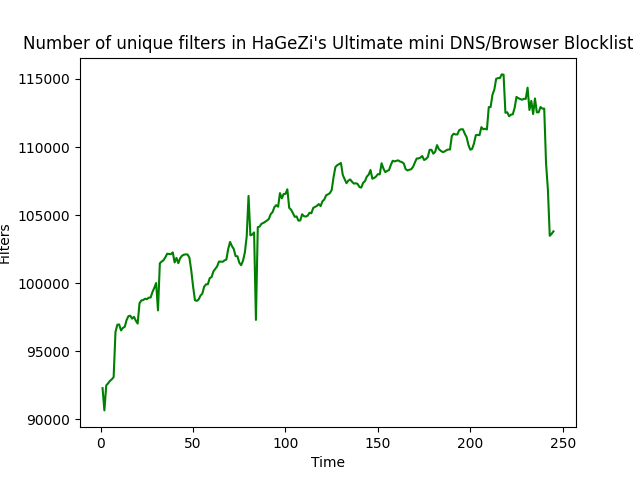 Number of unique filters in HaGeZi's Ultimate mini DNS/Browser Blocklist
115000
110000
105000
100000
95000
90000
Filters
0 50 100 150 200 250
Time